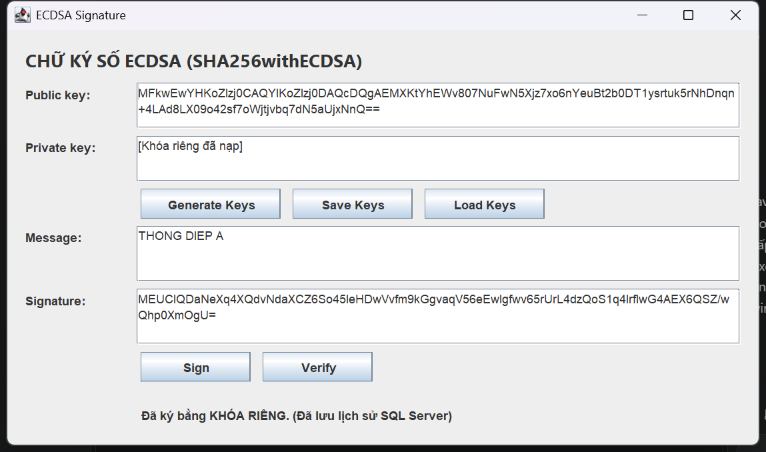 ECDSA Signature
CHỮ KÝ SỐ ECDSA (SHA256withECDSA)
Public key:
MFkwEwYHKoZIzj0CAQYIKoZIzj0DAQcDQgAEMXKtYhEWv807NuFwN5Xjz7xo6nYeuBt2b0DT1ysrtuk5rNhDnqn
+4LAd8LX09o42sf7oWjtjvbq7dN5aUjxNnQ==
Private key:
[Khóa riêng đã nạp]
Generate Keys
Save Keys
Load Keys
Message:
THONG DIEP A
Signature:
MEUCIQDaNeXq4XQdvNdaXCZ6So45IeHDwVvfm9kGgvaqV56eEwIgfwv65rUrL4dzQoS1q4IrflwG4AEX6QSZ/w
Qhp0XmOgU=
Sign
Verify
Đã ký bằng KHÓA RIÊNG. (Đã lưu lịch sử SQL Server)